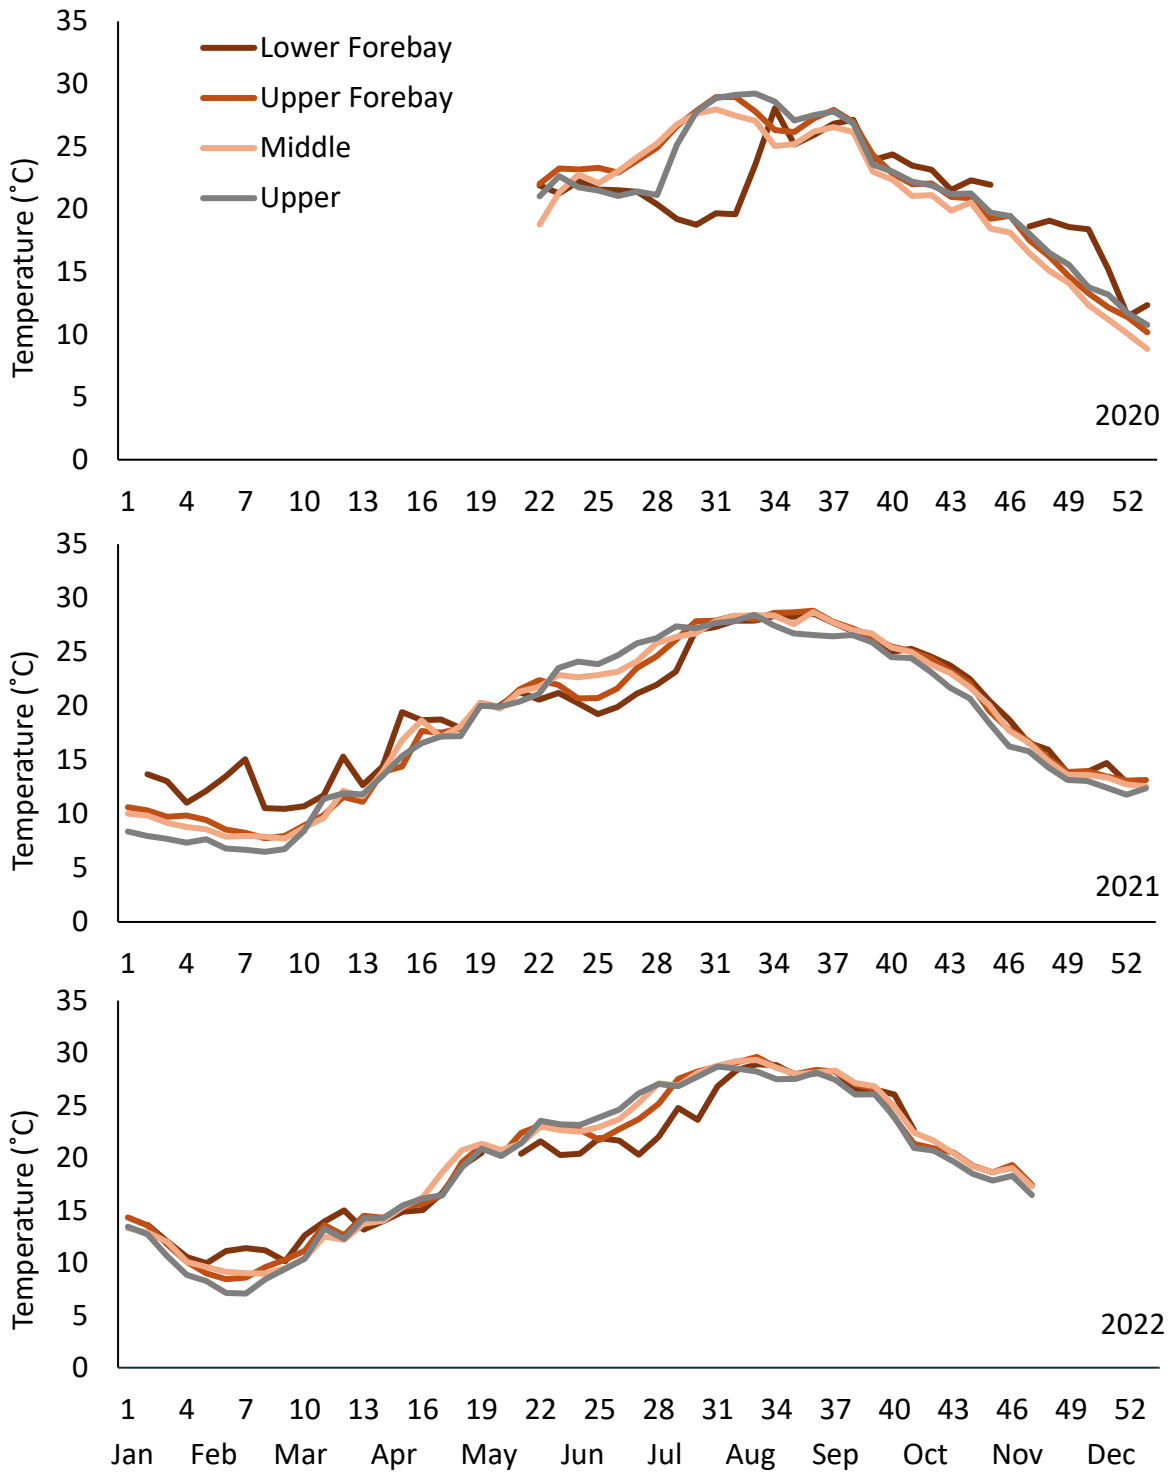 35
30
25
20
15
10
5
0
Temperature (˚C)
Lower Forebay
Upper Forebay
Middle
Upper
2020
1 4 7 10 13 16 19 22 25 28 31 34 37 40 43 46 49 52
35
30
25
20
15
10
5
0
Temperature (˚C)
2021
1 4 7 10 13 16 19 22 25 28 31 34 37 40 43 46 49 52
35
30
25
20
15
10
5
0
Temperature (˚C)
2022
1 4 7 10 13 16 19 22 25 28 31 34 37 40 43 46 49 52
Jan Feb Mar Apr May Jun Jul Aug Sep Oct Nov Dec